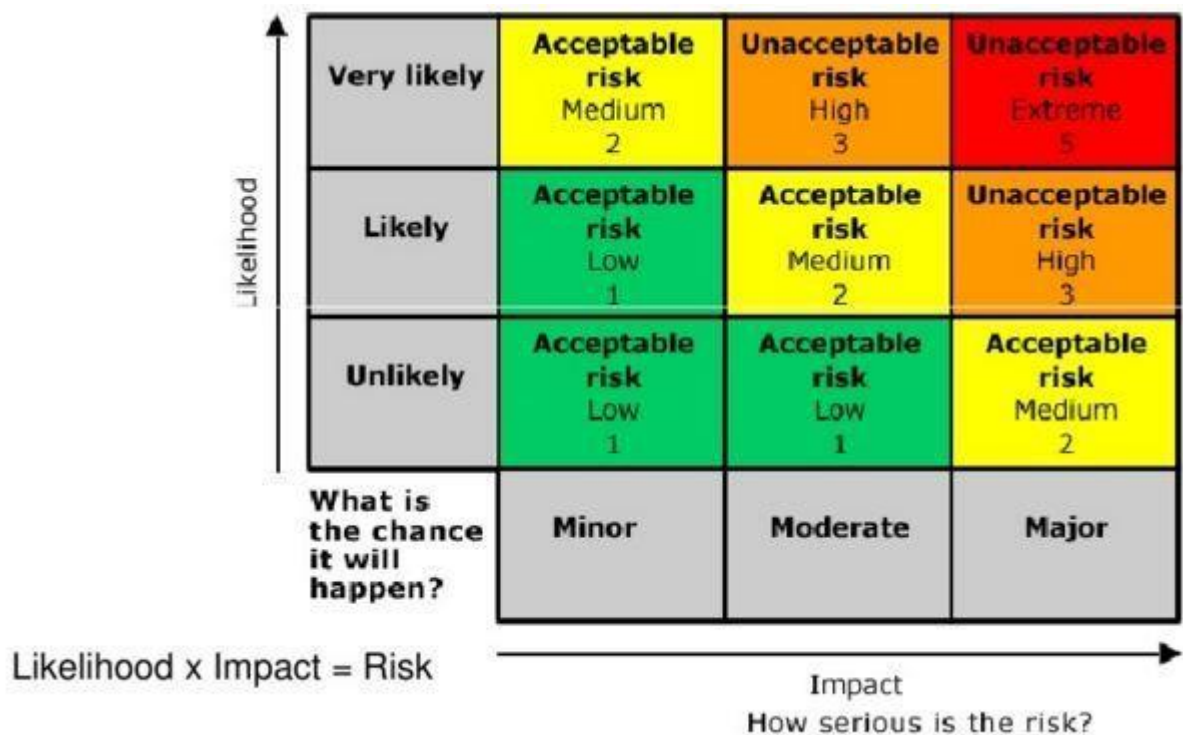 Likelihood
Very likely
Acceptable
risk
Medium
2
Unacceptable
risk
High
3
Unacceptable
risk
Extreme
5
Likely
Acceptable
risk
Low
1
Acceptable
risk
Medium
2
Unacceptable
risk
High
3
Unlikely
Acceptable
risk
Low
1
Acceptable
risk
Low
1
Acceptable
risk
Medium
2
What is
the chance
it will
happen?
Minor
Moderate
Major
Likelihood x Impact = Risk
Impact
How serious is the risk?